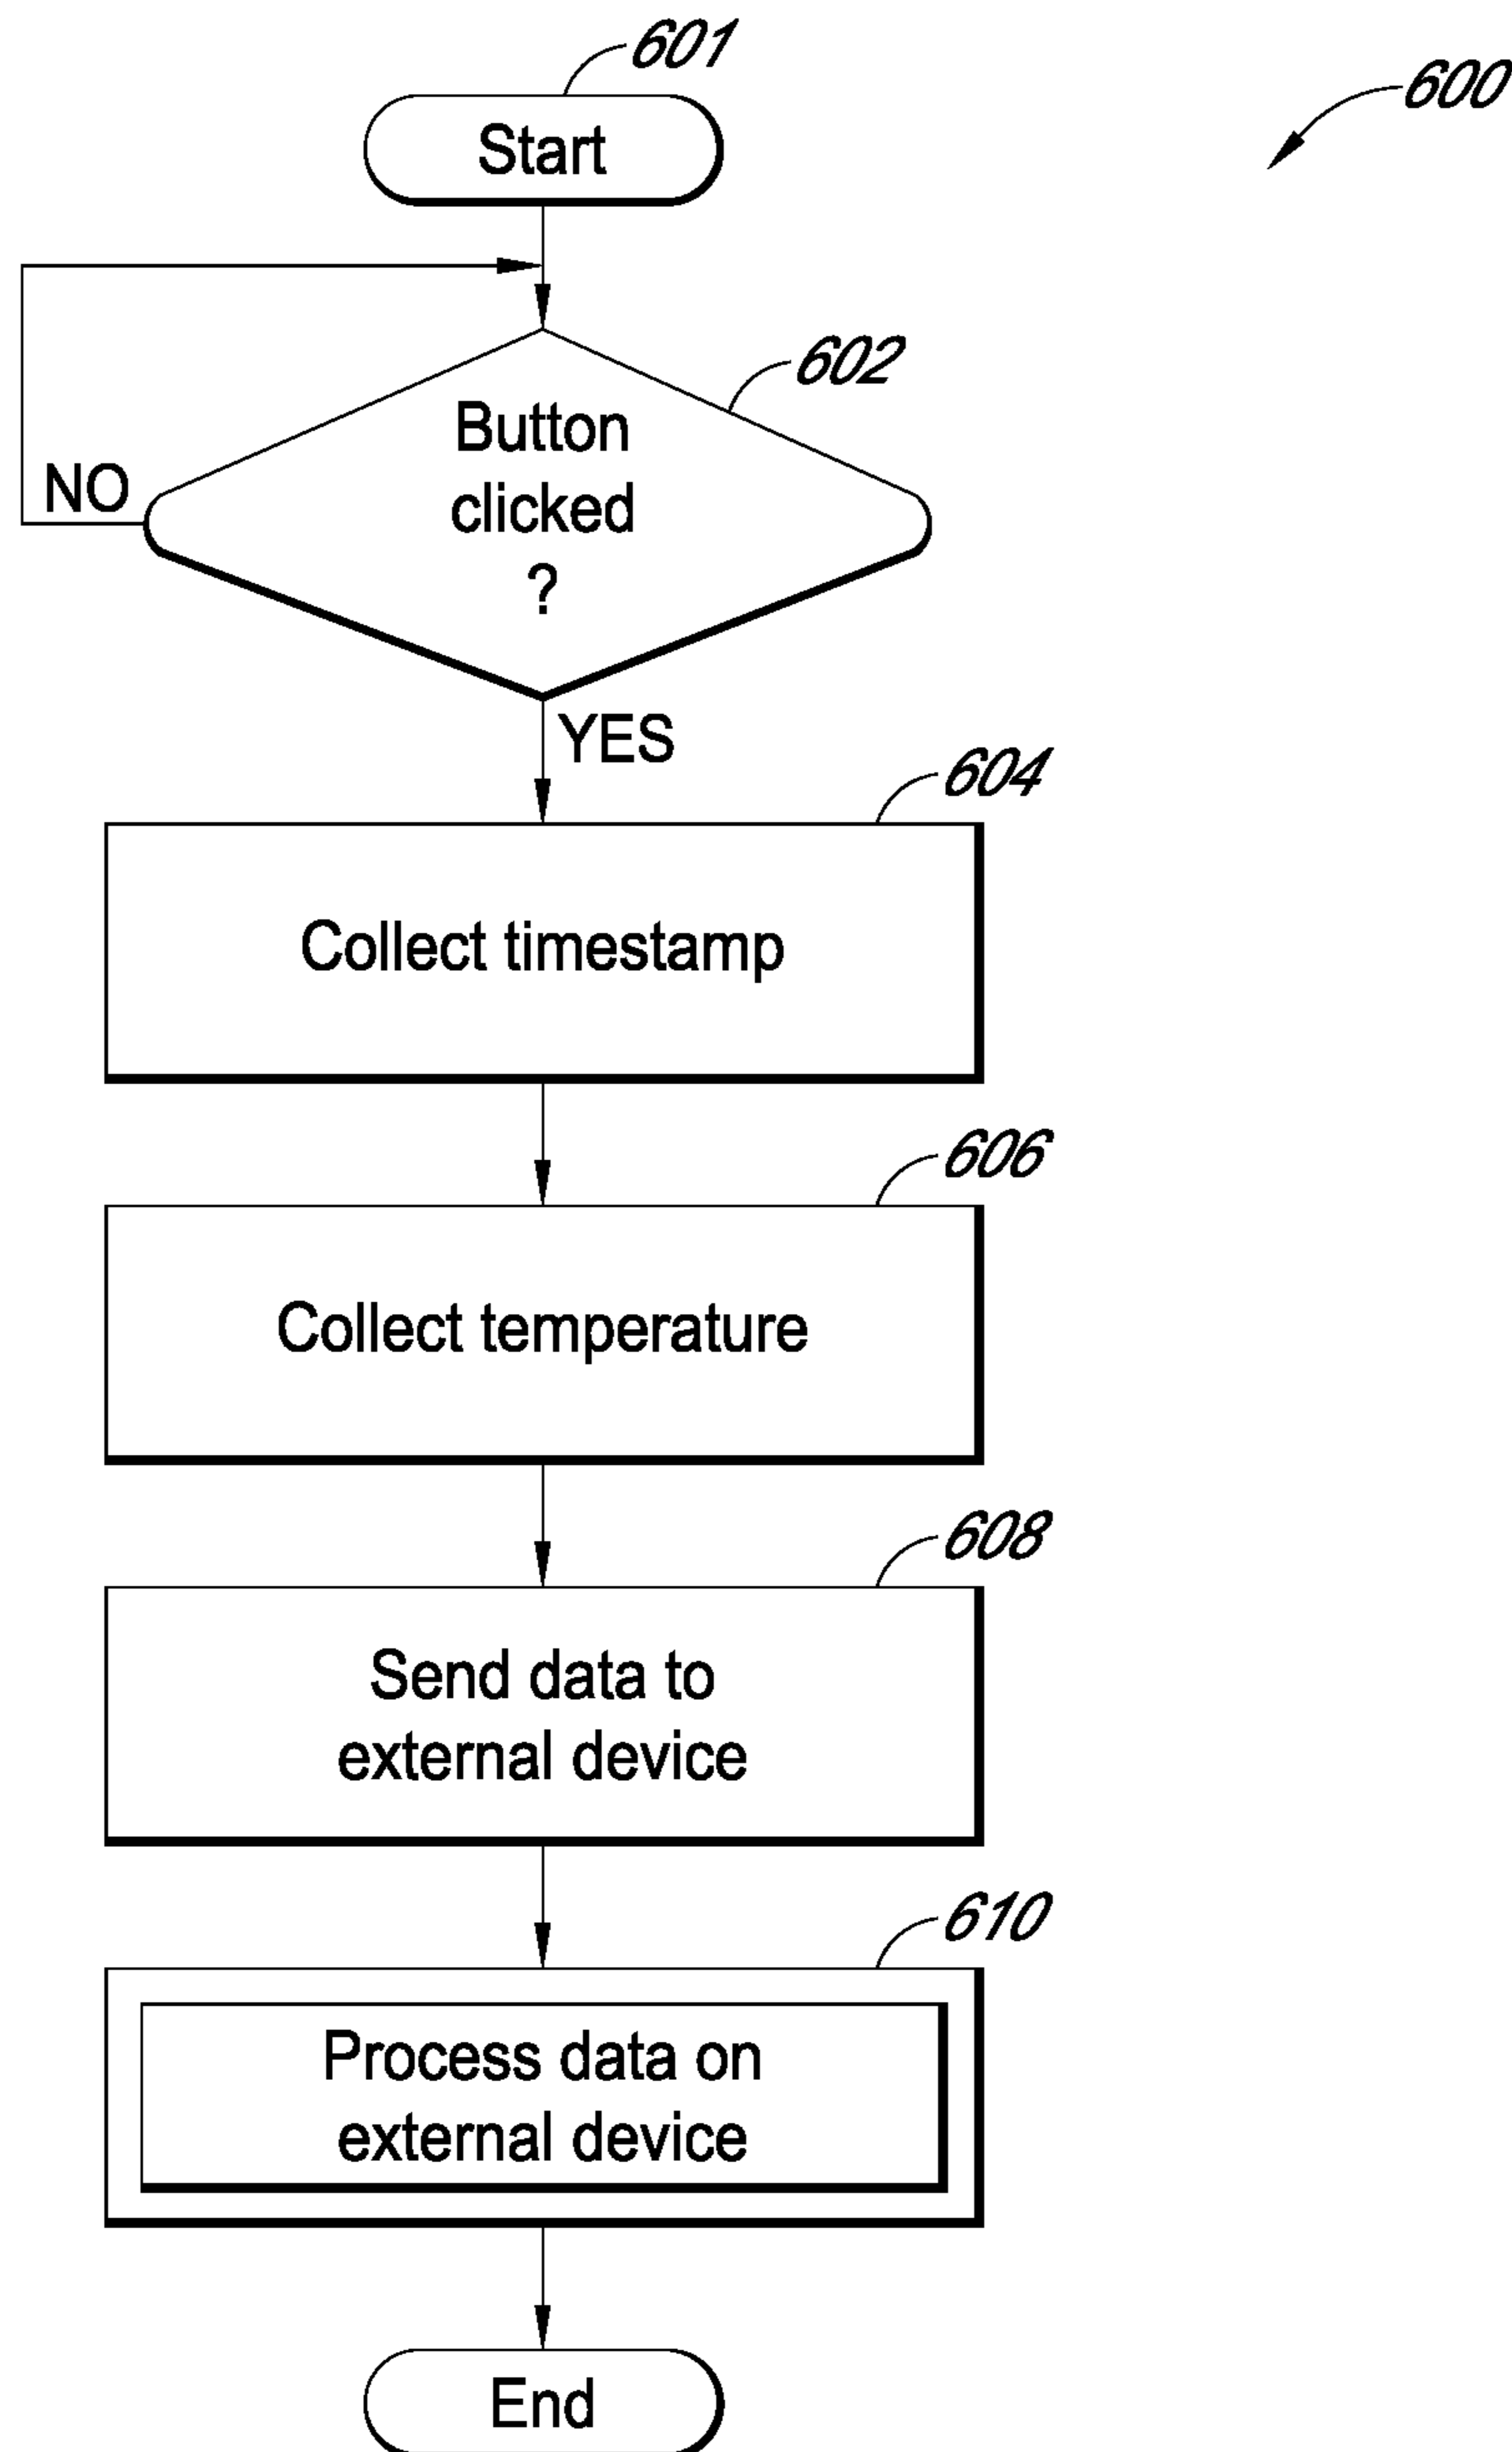 601
600
Start
602
Button
clicked
?
NO
YES
604
Collect timestamp
606
Collect temperature
608
Send data to
external device
610
Process data on
external device
End